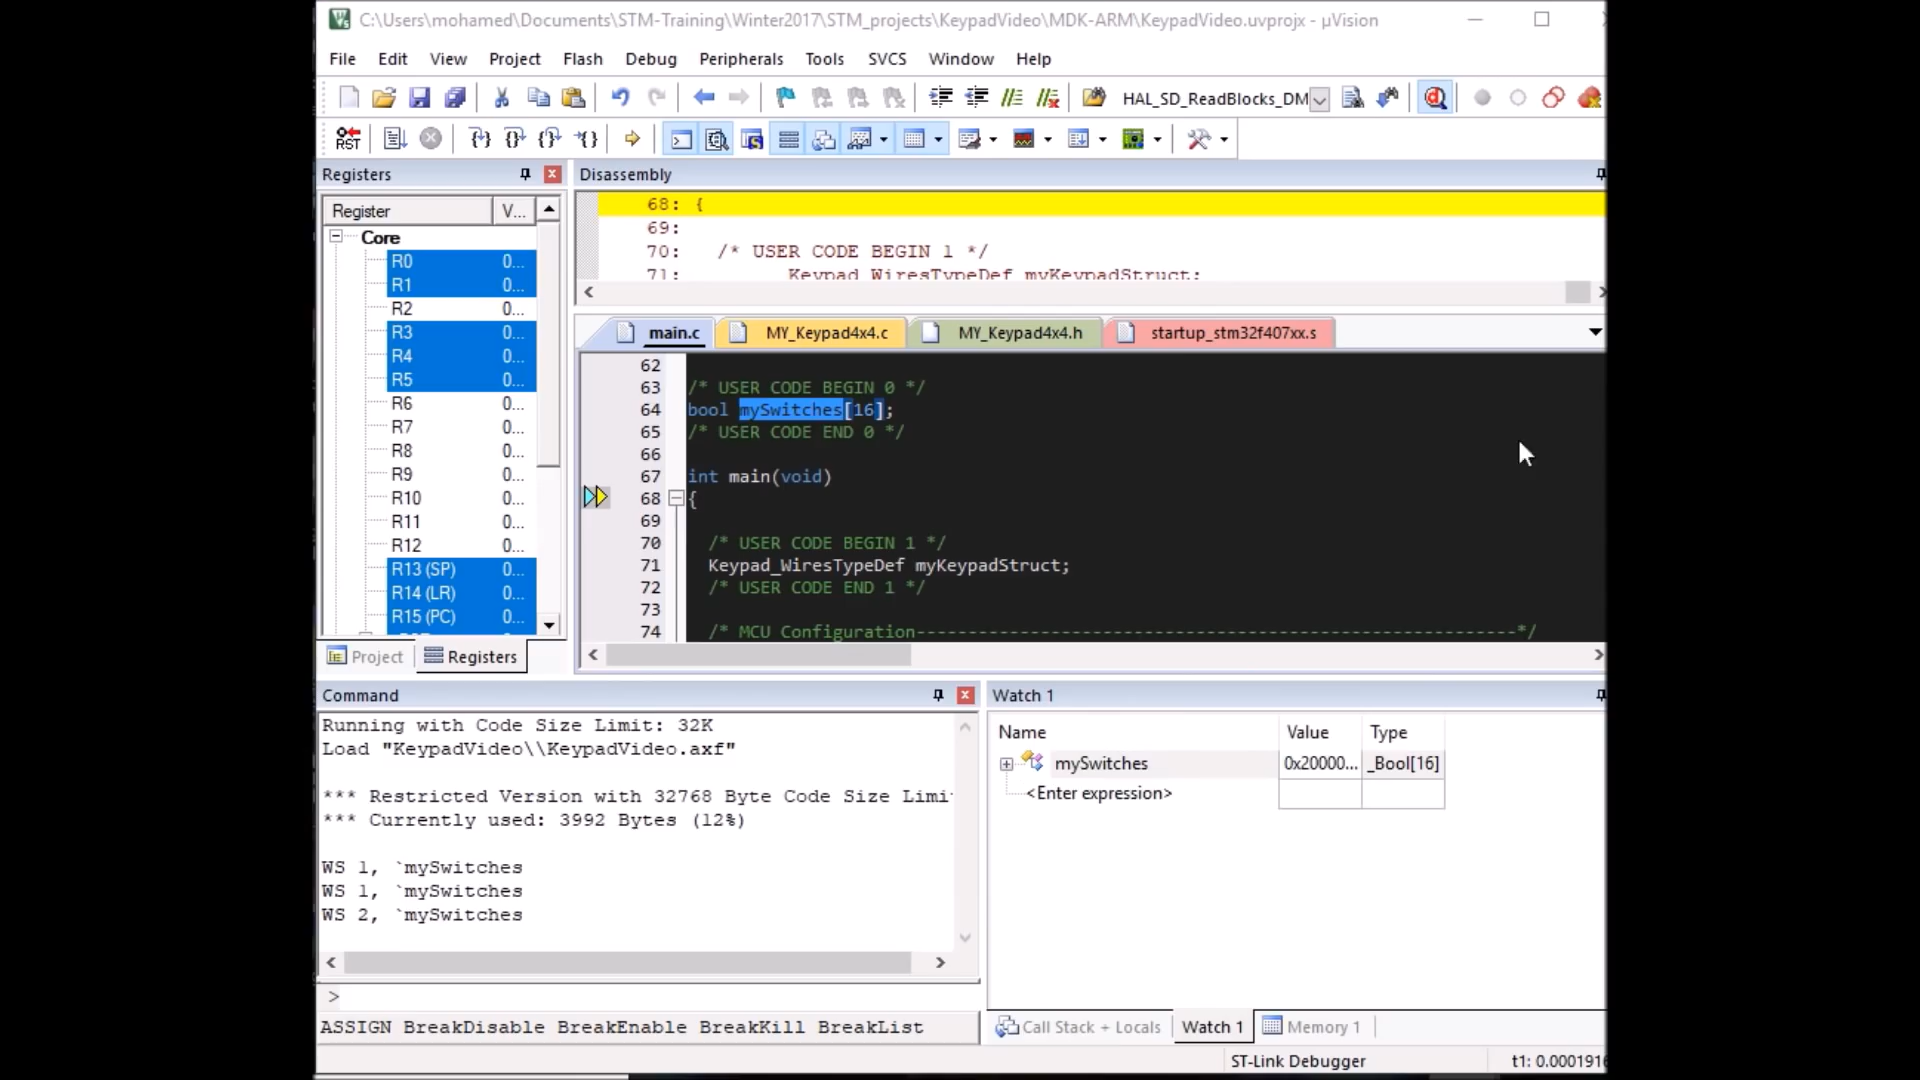 C:\Users\mohamed\Documents\STM-Training\Winter2017\STM_projects\KeypadVideo\MDK-ARM\KeypadVideo.uvprojx - µVision
File Edit View Project Flash Debug Peripherals Tools SVCS Window Help
HAL_SD_ReadBlocks_DM
RST
Registers
Register V...
Core
R0 0...
R1 0...
R2 0...
R3 0...
R4 0...
R5 0...
R6 0...
R7 0...
R8 0...
R9 0...
R10 0...
R11 0...
R12 0...
R13 (SP) 0...
R14 (LR) 0...
R15 (PC) 0...
Project Registers
Disassembly
68: {
69:
70: /* USER CODE BEGIN 1 */
71: Keypad_WiresTypeDef myKeypadStruct;
main.c MY_Keypad4x4.c MY_Keypad4x4.h startup_stm32f407xx.s
62
63 /* USER CODE BEGIN 0 */
64 bool mySwitches[16];
65 /* USER CODE END 0 */
66
67 int main(void)
68 {
69
70 /* USER CODE BEGIN 1 */
71 Keypad_WiresTypeDef myKeypadStruct;
72 /* USER CODE END 1 */
73
74 /* MCU Configuration----------------------------------------------------------*/
Command
Running with Code Size Limit: 32K
Load "KeypadVideo\\KeypadVideo.axf"
*** Restricted Version with 32768 Byte Code Size Limi
*** Currently used: 3992 Bytes (12%)
WS 1, `mySwitches
WS 1, `mySwitches
WS 2, `mySwitches
>
ASSIGN BreakDisable BreakEnable BreakKill BreakList
Watch 1
Name Value Type
mySwitches 0x20000... _Bool[16]
<Enter expression>
Call Stack + Locals Watch 1 Memory 1
ST-Link Debugger t1: 0.0001916